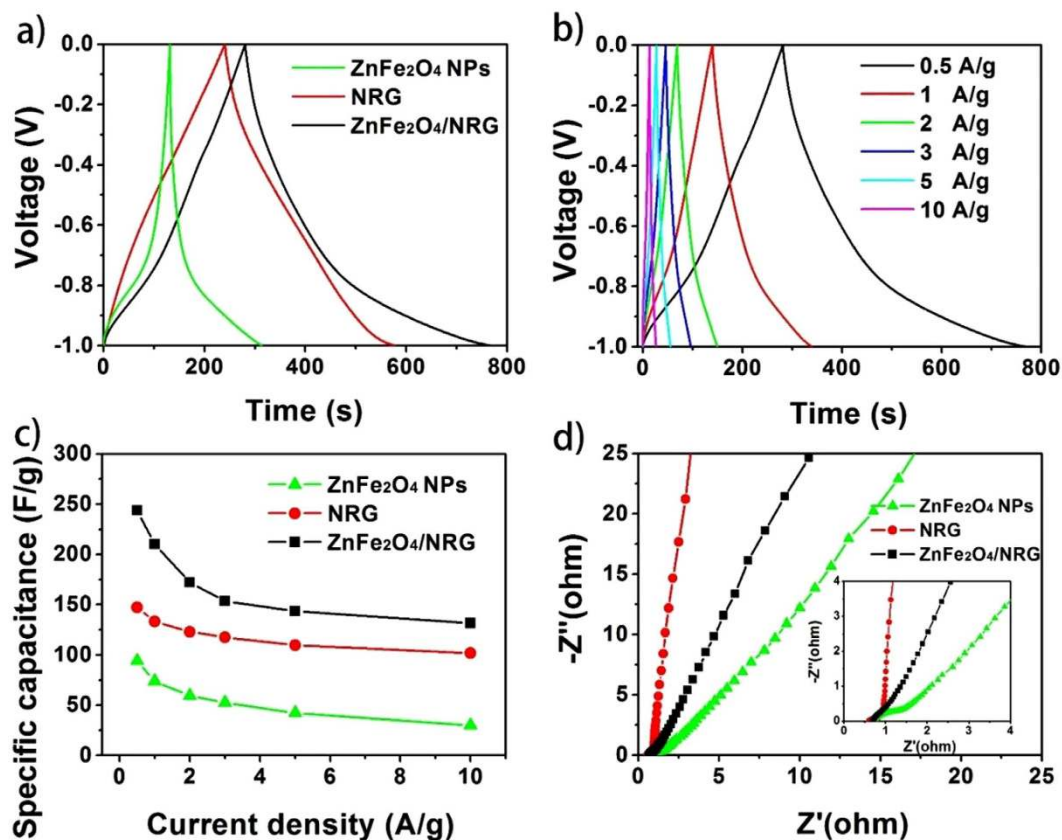 a)
0.0
-0.2
-0.4
-0.6
-0.8
-1.0
Voltage (V)
ZnFe₂O₄ NPs
NRG
ZnFe₂O₄/NRG
0 200 400 600 800
Time (s)
b)
0.0
-0.2
-0.4
-0.6
-0.8
-1.0
Voltage (V)
0.5 A/g
1 A/g
2 A/g
3 A/g
5 A/g
10 A/g
0 200 400 600 800
Time (s)
c)
300
250
200
150
100
50
0
Specific capacitance (F/g)
ZnFe₂O₄ NPs
NRG
ZnFe₂O₄/NRG
0 2 4 6 8 10
Current density (A/g)
d)
25
20
15
10
5
0
-Z''(ohm)
ZnFe₂O₄ NPs
NRG
ZnFe₂O₄/NRG
4
3
2
1
0
-Z''(ohm)
0 1 2 3 4
Z'(ohm)
0 5 10 15 20 25
Z'(ohm)